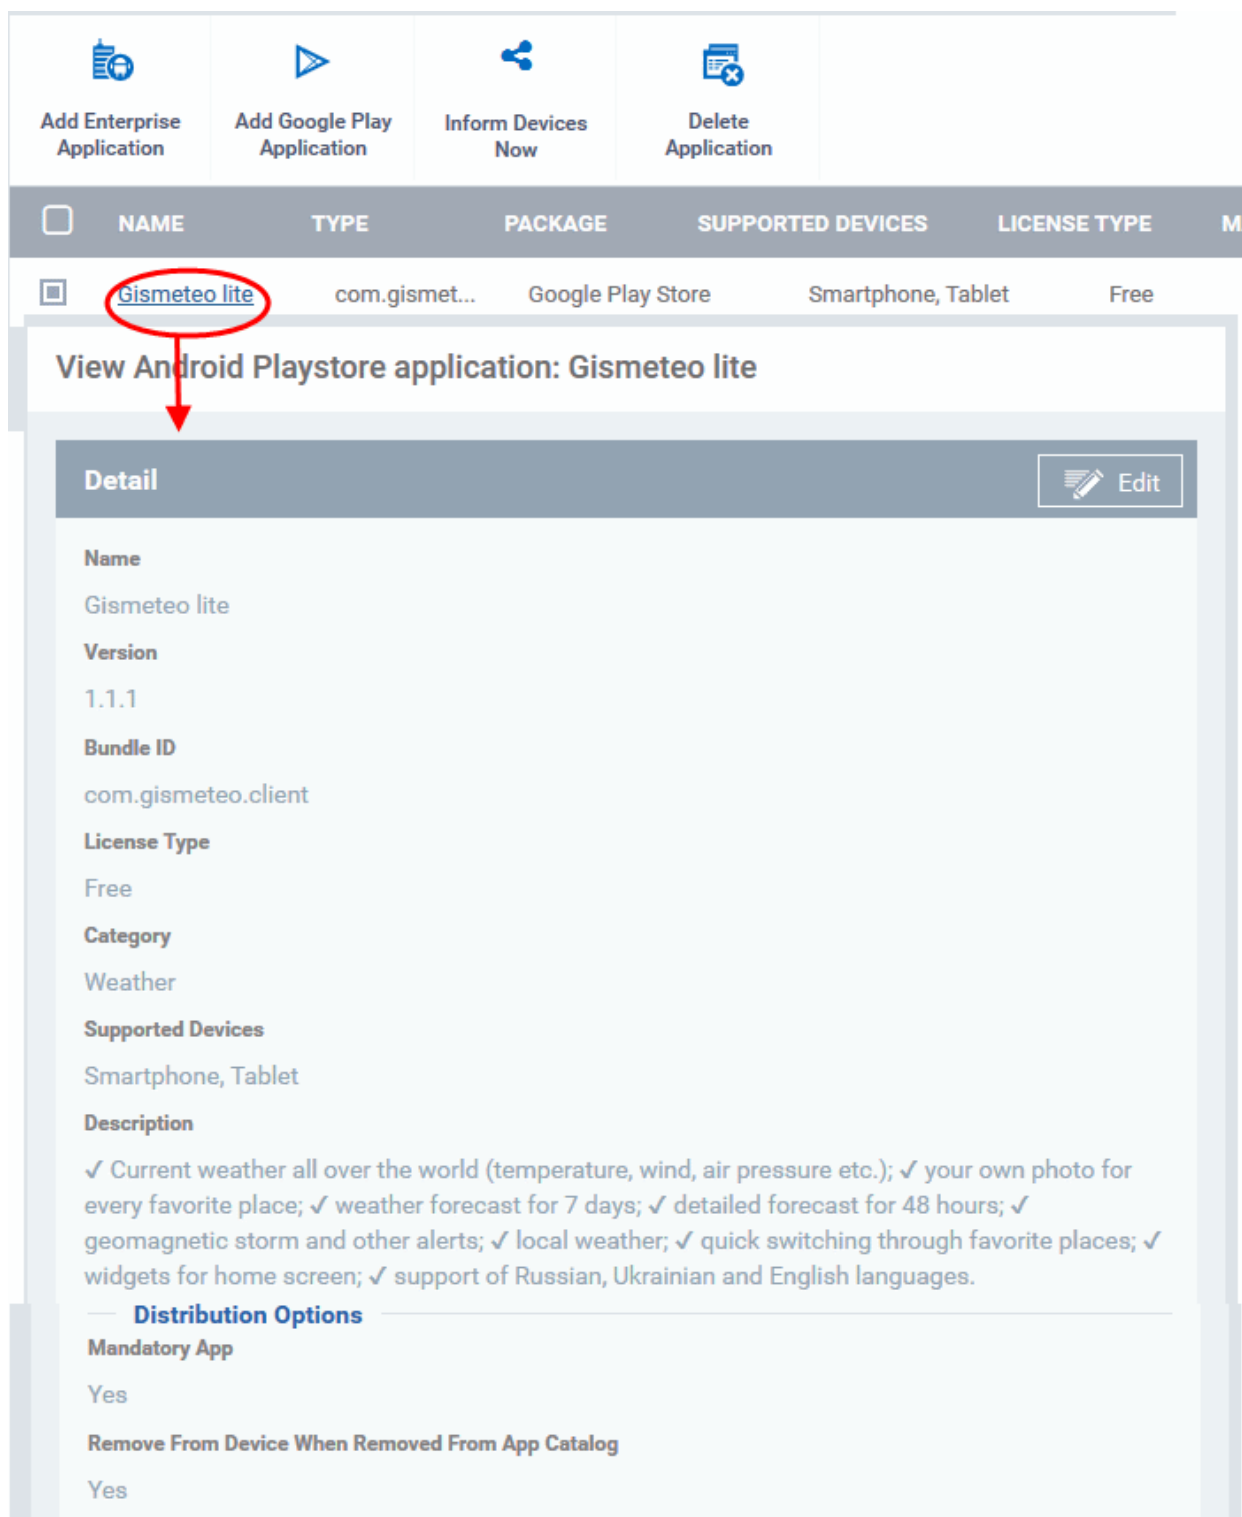 Add Enterprise Application
Add Google Play Application
Inform Devices Now
Delete Application
NAME TYPE PACKAGE SUPPORTED DEVICES LICENSE TYPE
Gismeteo lite com.gismet... Google Play Store Smartphone, Tablet Free
View Android Playstore application: Gismeteo lite
Detail Edit
Name
Gismeteo lite
Version
1.1.1
Bundle ID
com.gismeteo.client
License Type
Free
Category
Weather
Supported Devices
Smartphone, Tablet
Description
✓ Current weather all over the world (temperature, wind, air pressure etc.); ✓ your own photo for
every favorite place; ✓ weather forecast for 7 days; ✓ detailed forecast for 48 hours; ✓
geomagnetic storm and other alerts; ✓ local weather; ✓ quick switching through favorite places; ✓
widgets for home screen; ✓ support of Russian, Ukrainian and English languages.
Distribution Options
Mandatory App
Yes
Remove From Device When Removed From App Catalog
Yes